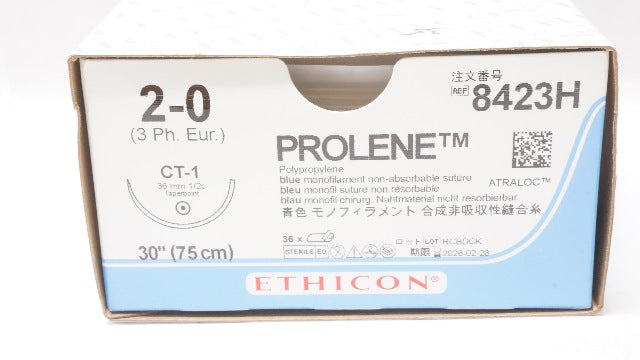 2-0
(3 Ph. Eur.)
CT-1
36 mm 1/2c
Taperpoint
30" (75 cm)
注文番号
REF 8423H
PROLENE™
Polypropylene
blue monofilament non-absorbable suture
bleu monofil suture non résorbable
blau monofil chirurg. Nahtmaterial nicht resorbierbar
青色 モノフィラメント 合成非吸収性縫合糸
ATRALOC™
36 x
STERILE EO
ロット LOT
期限 2026-02-28
ETHICON®